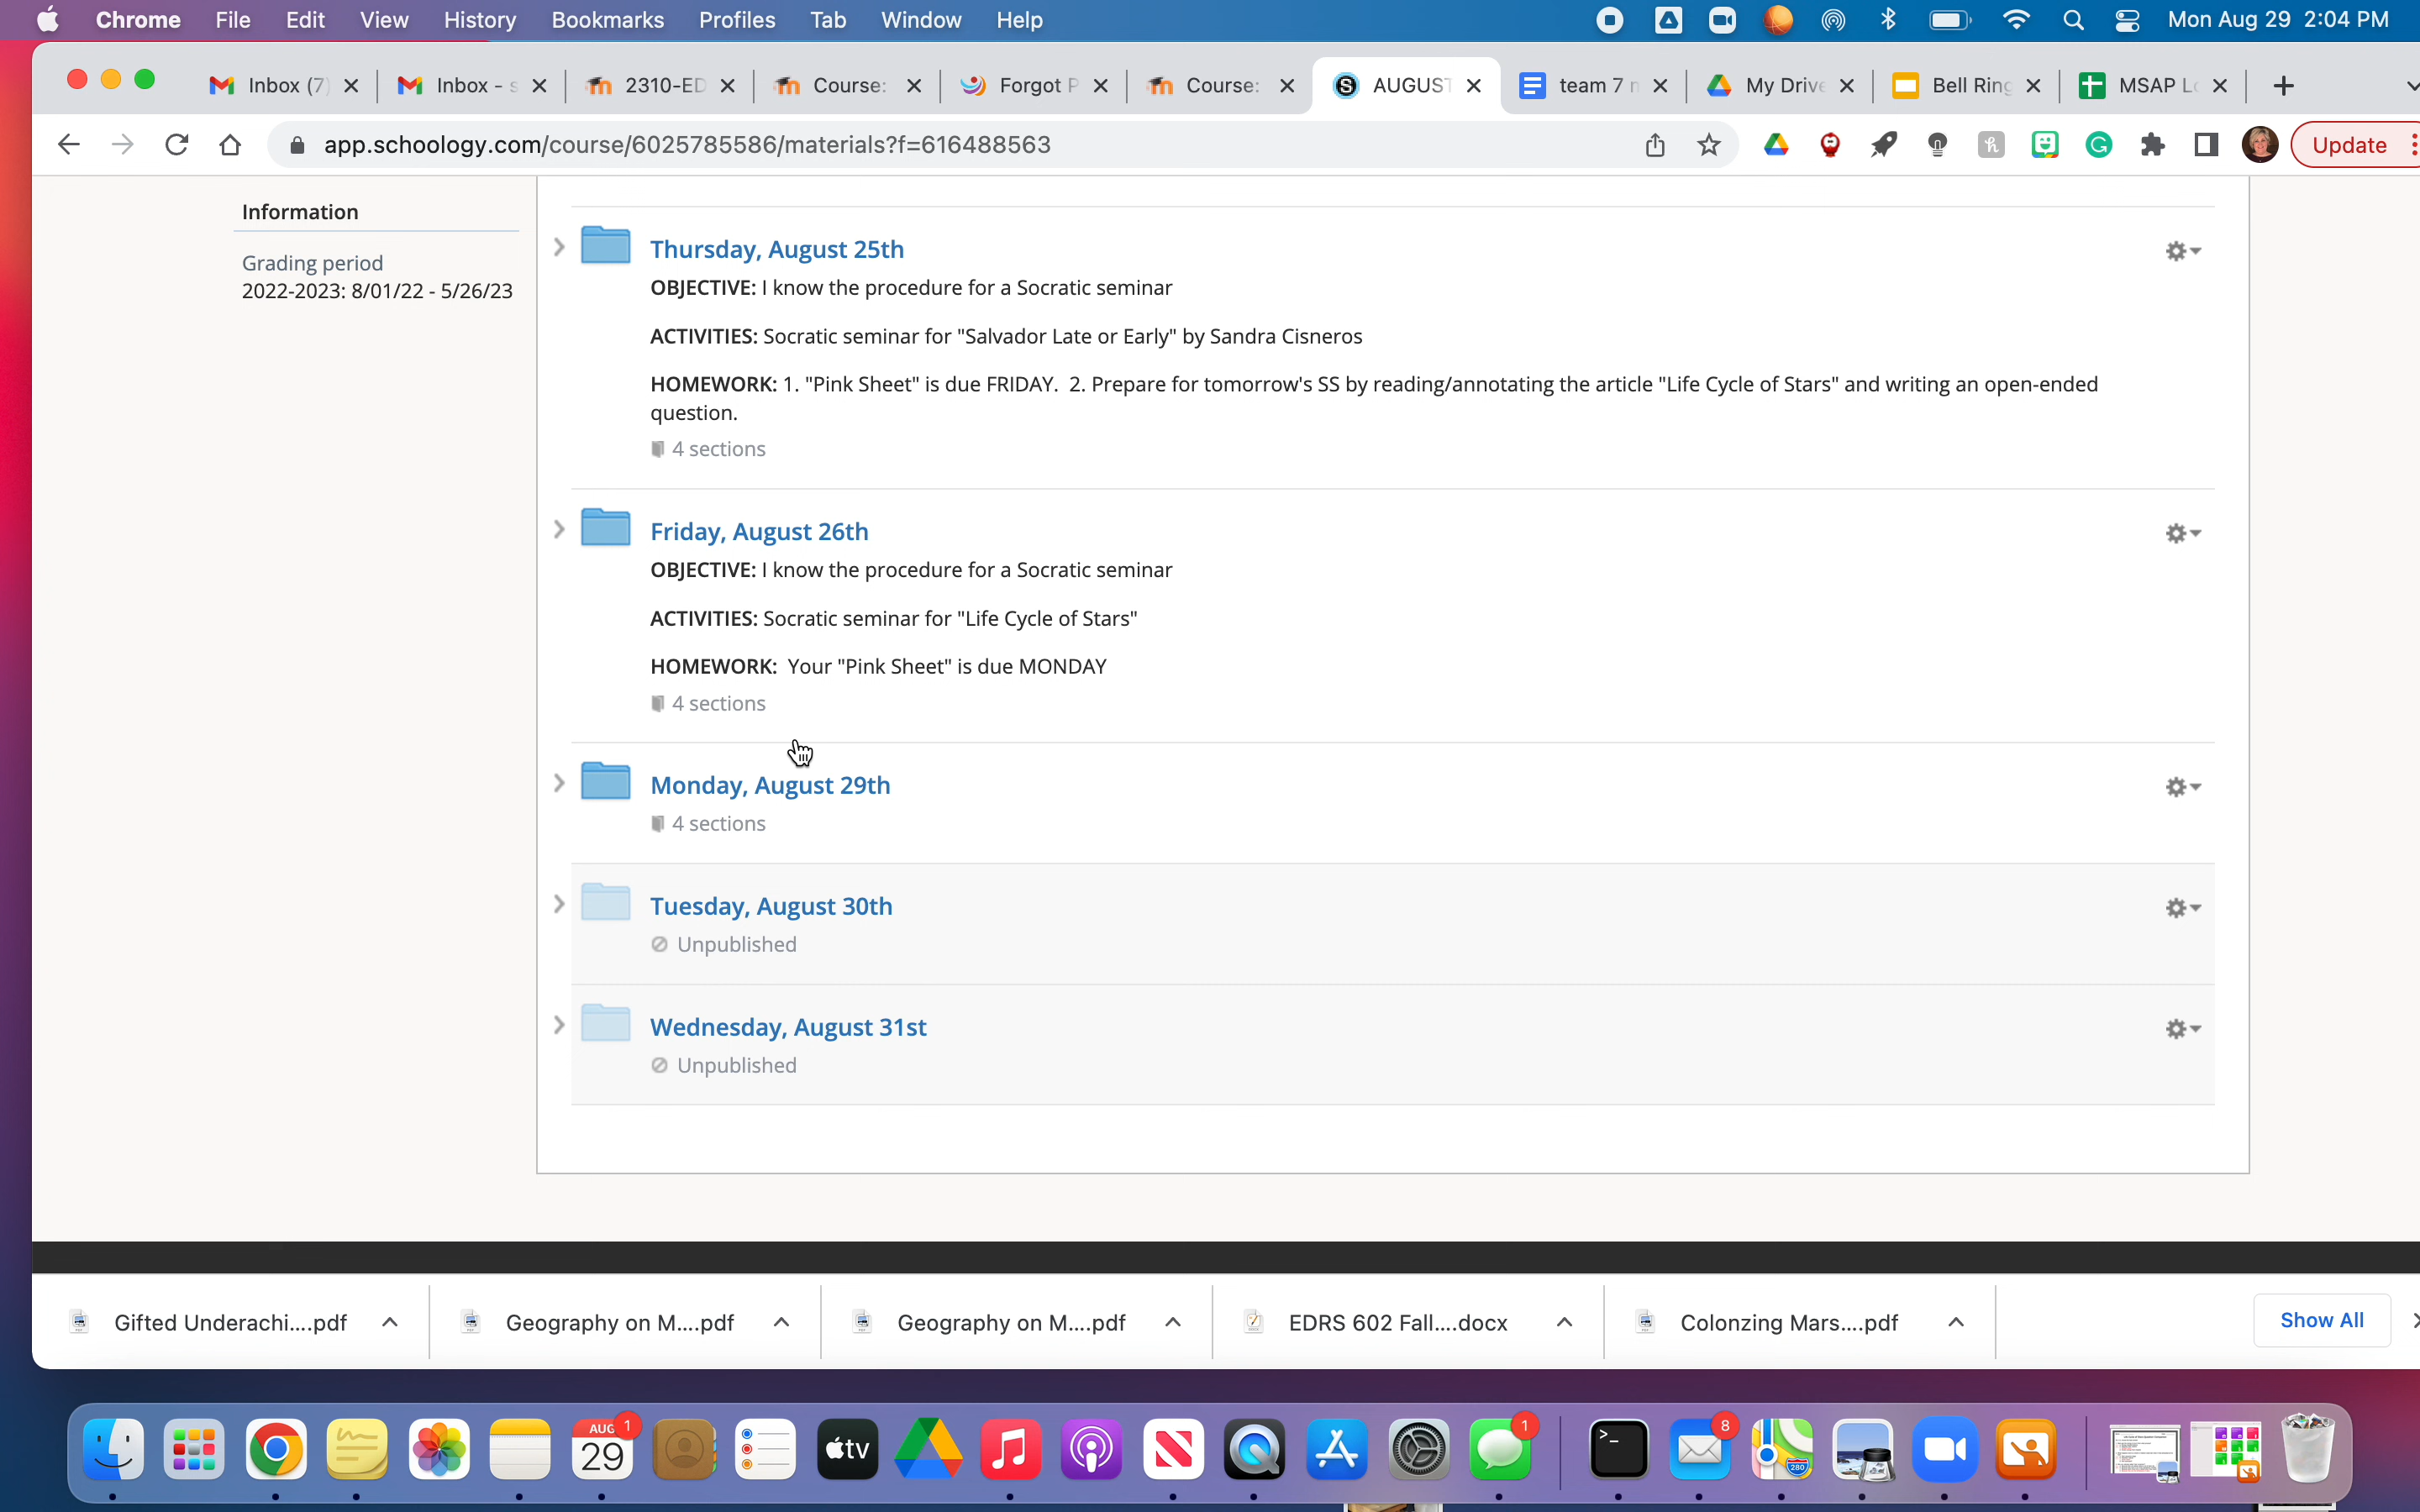 Chrome File Edit View History Bookmarks Profiles Tab Window Help Mon Aug 29 2:04 PM
Inbox (7) Inbox - s 2310-ED Course: Forgot P Course: AUGUST team 7 n My Drive Bell Ring MSAP Lo
app.schoology.com/course/6025785586/materials?f=616488563 Update
Information
Grading period
2022-2023: 8/01/22 - 5/26/23
Thursday, August 25th
OBJECTIVE: I know the procedure for a Socratic seminar
ACTIVITIES: Socratic seminar for "Salvador Late or Early" by Sandra Cisneros
HOMEWORK: 1. "Pink Sheet" is due FRIDAY. 2. Prepare for tomorrow's SS by reading/annotating the article "Life Cycle of Stars" and writing an open-ended
question.
4 sections
Friday, August 26th
OBJECTIVE: I know the procedure for a Socratic seminar
ACTIVITIES: Socratic seminar for "Life Cycle of Stars"
HOMEWORK: Your "Pink Sheet" is due MONDAY
4 sections
Monday, August 29th
4 sections
Tuesday, August 30th
Unpublished
Wednesday, August 31st
Unpublished
Gifted Underachi....pdf Geography on M....pdf Geography on M....pdf EDRS 602 Fall....docx Colonzing Mars....pdf Show All
AUG 29 1 tv 1 8 280